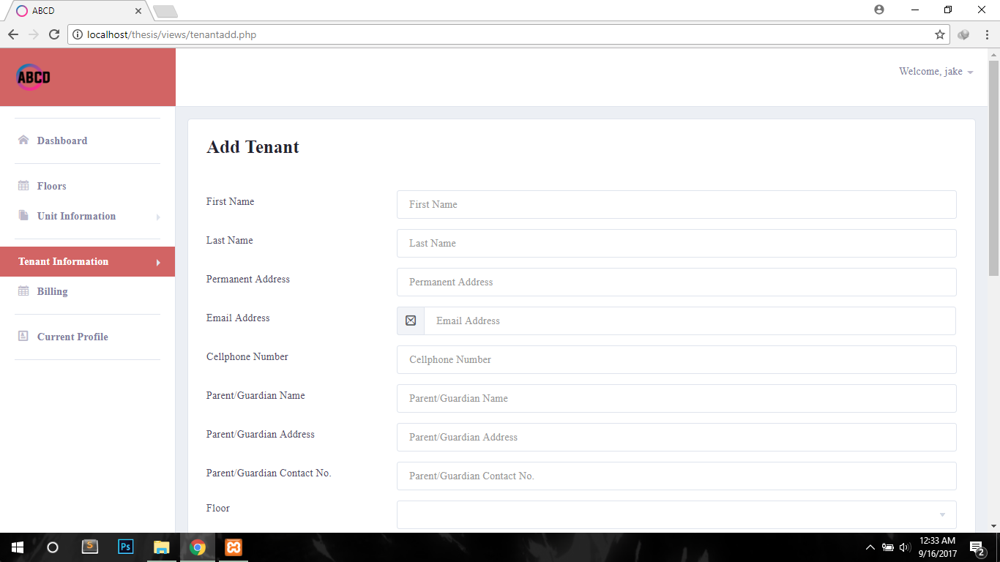 ABCD
localhost/thesis/views/tenantadd.php
ABCD
Welcome, jake
Dashboard
Floors
Unit Information
Tenant Information
Billing
Current Profile
Add Tenant
First Name First Name
Last Name Last Name
Permanent Address Permanent Address
Email Address Email Address
Cellphone Number Cellphone Number
Parent/Guardian Name Parent/Guardian Name
Parent/Guardian Address Parent/Guardian Address
Parent/Guardian Contact No. Parent/Guardian Contact No.
Floor
S
Ps
12:33 AM
9/16/2017
2